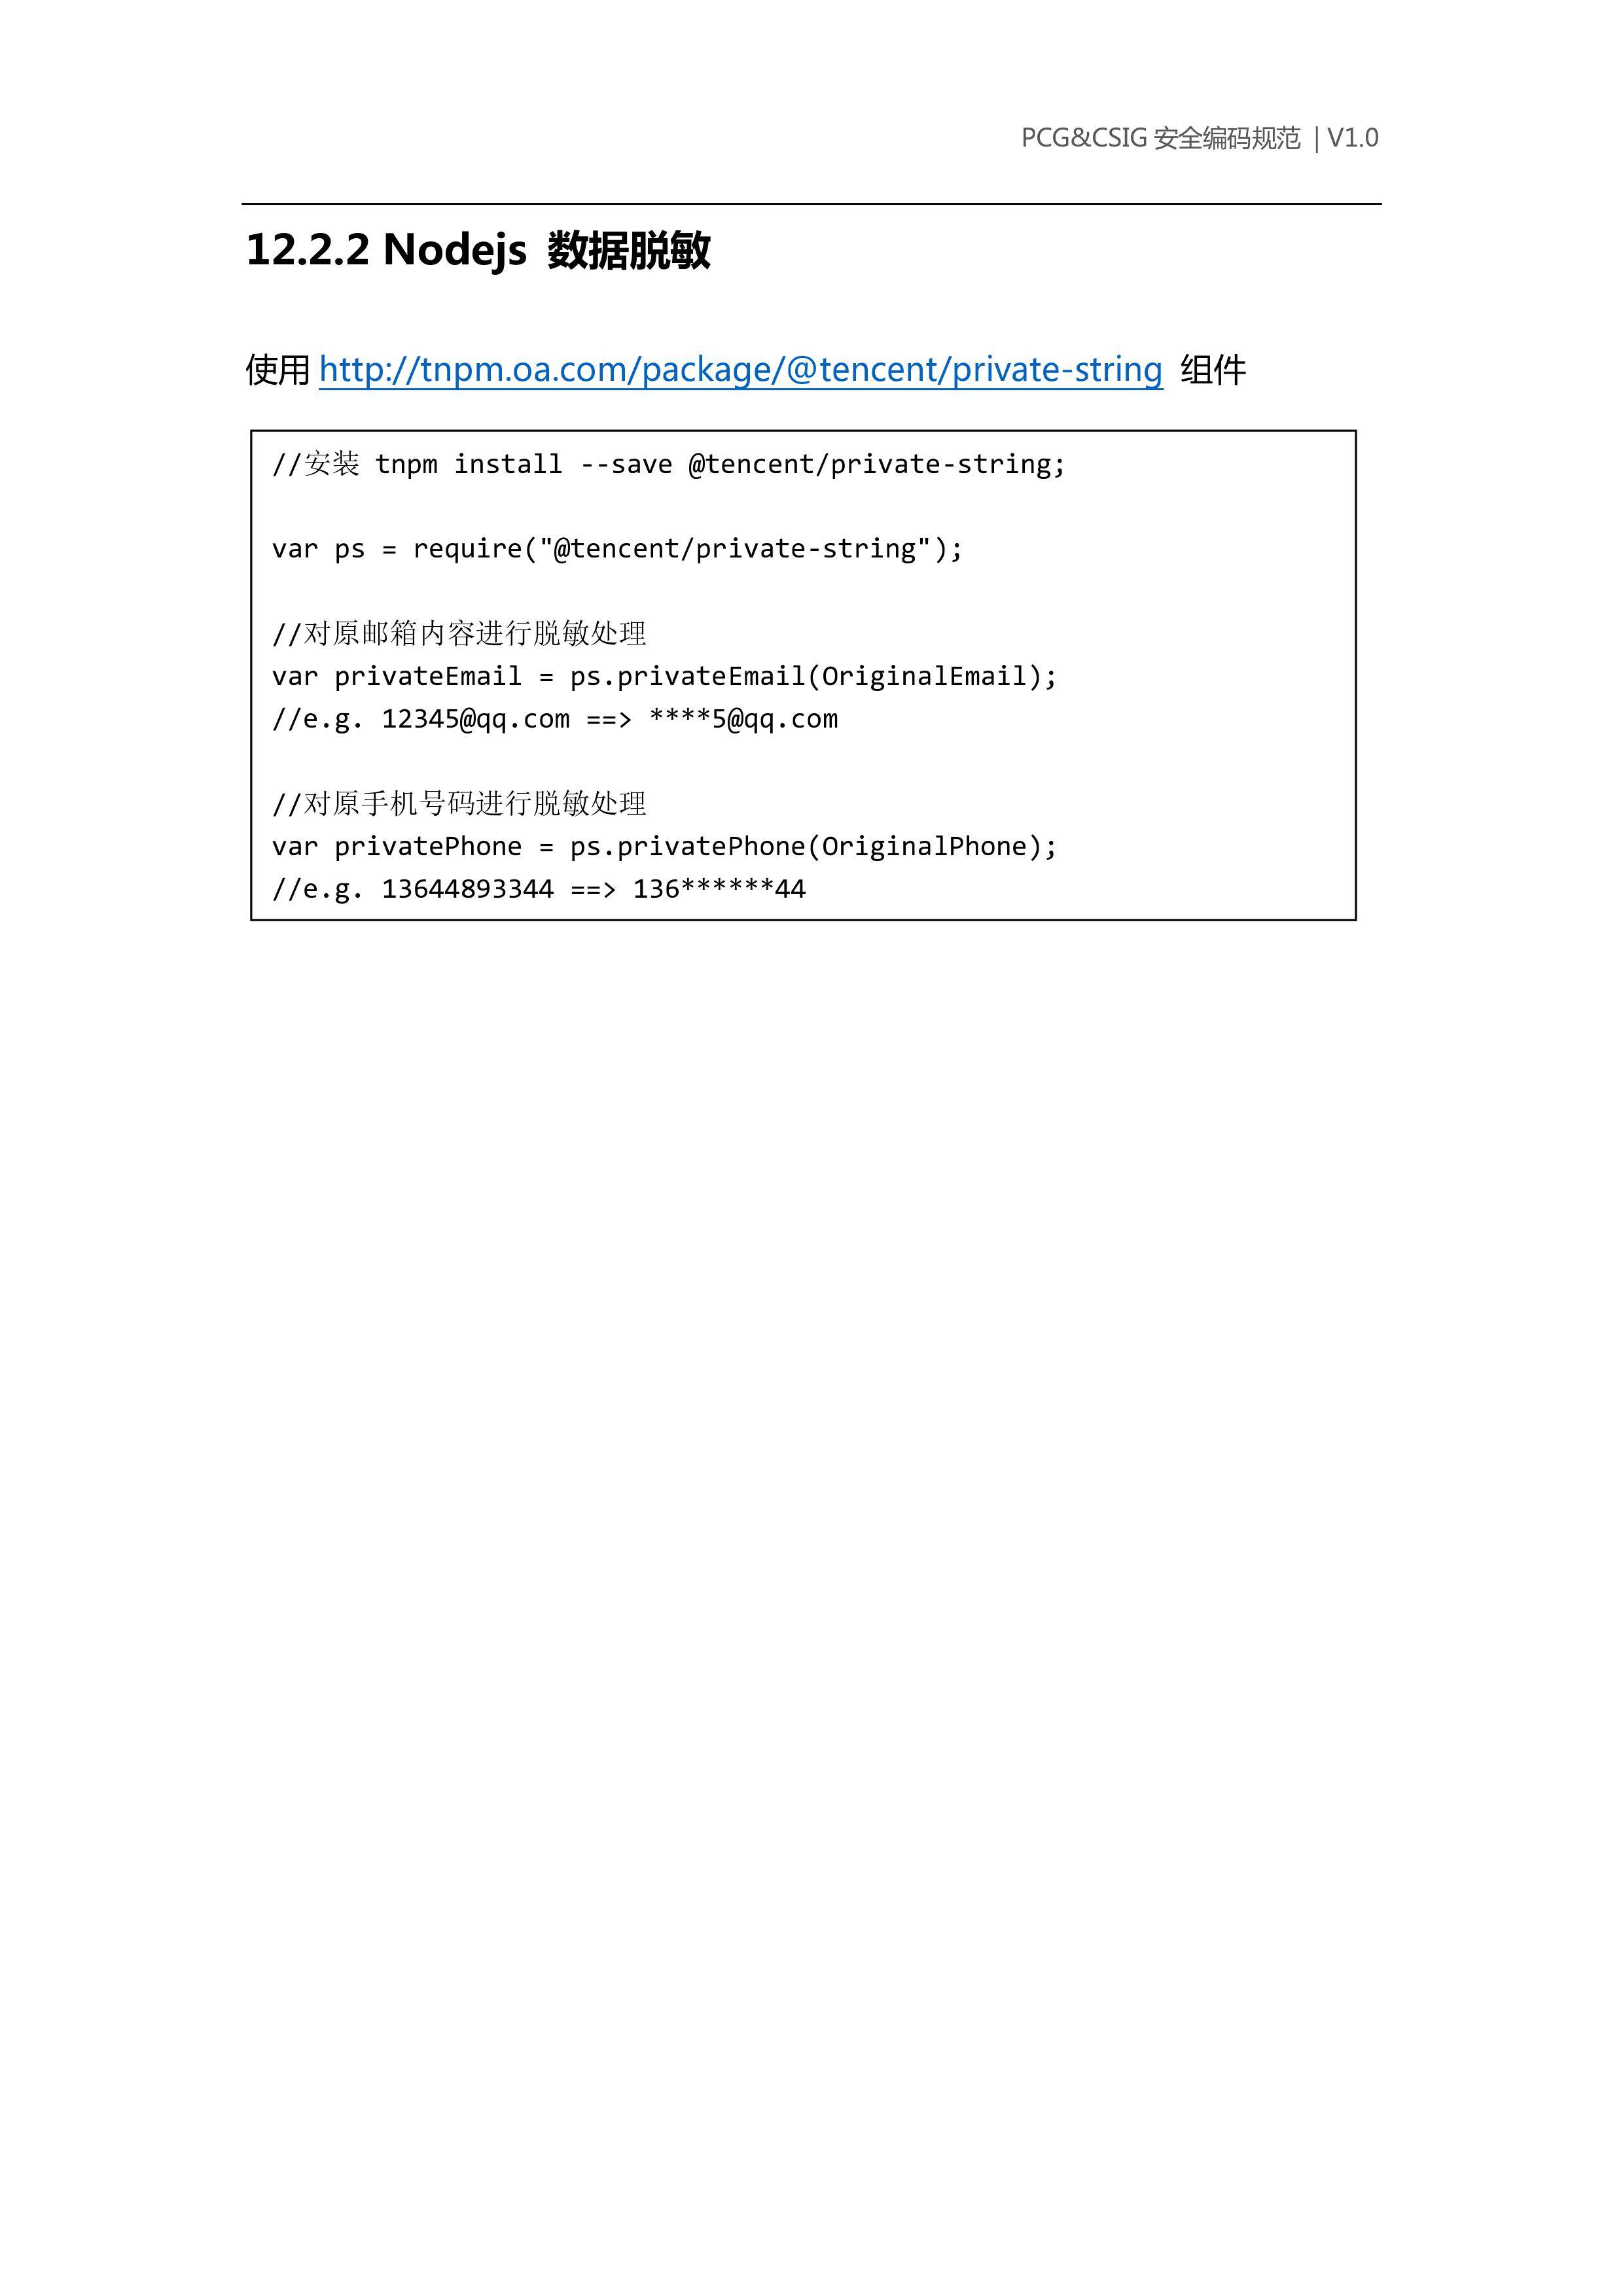 PCG&CSIG 安全编码规范 | V1.0
12.2.2 Nodejs 数据脱敏
使用 http://tnpm.oa.com/package/@tencent/private-string 组件
//安装 tnpm install --save @tencent/private-string;
var ps = require("@tencent/private-string");
//对原邮箱内容进行脱敏处理
var privateEmail = ps.privateEmail(OriginalEmail);
//e.g. 12345@qq.com ==> ****5@qq.com
//对原手机号码进行脱敏处理
var privatePhone = ps.privatePhone(OriginalPhone);
//e.g. 13644893344 ==> 136******44